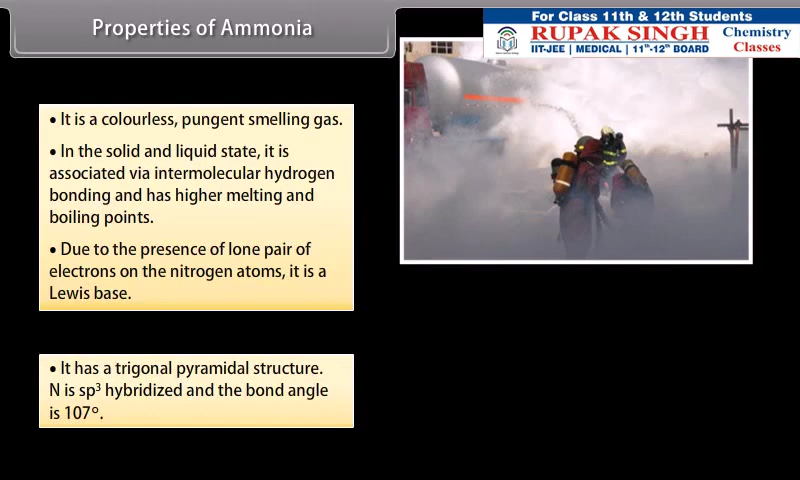 Properties of Ammonia
For Class 11th & 12th Students
RUPAK SINGH
IIT-JEE | MEDICAL | 11th-12th BOARD
Chemistry
Classes
• It is a colourless, pungent smelling gas.
• In the solid and liquid state, it is
associated via intermolecular hydrogen
bonding and has higher melting and
boiling points.
• Due to the presence of lone pair of
electrons on the nitrogen atoms, it is a
Lewis base.
• It has a trigonal pyramidal structure.
N is sp³ hybridized and the bond angle
is 107º.